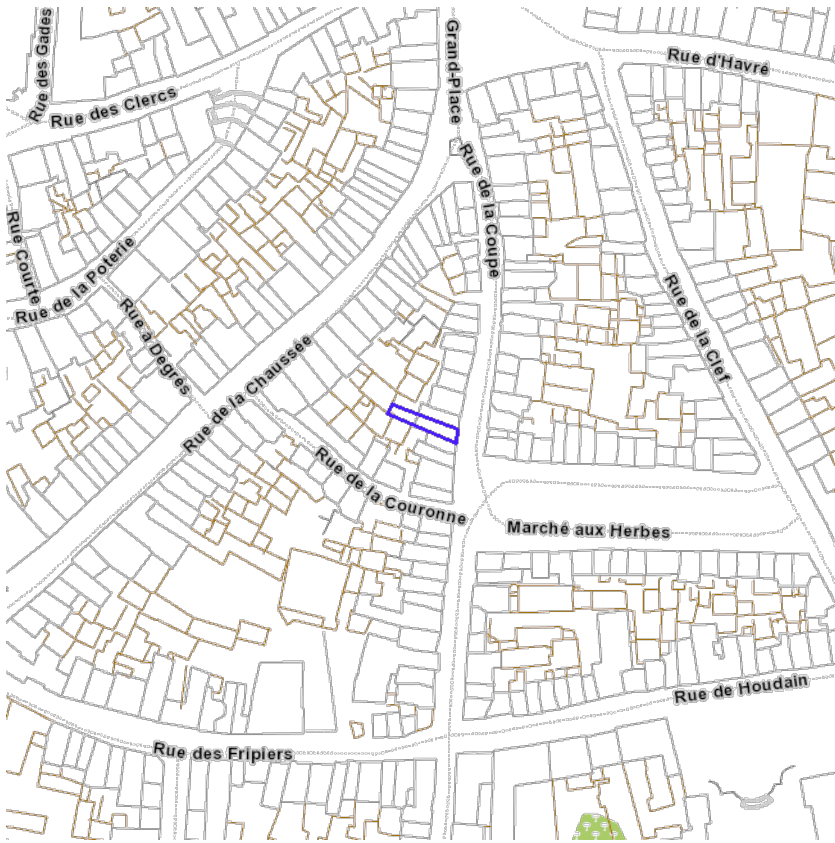 Rue des Gades
Grand-Place
Rue d'Havré
Rue des Clercs
Rue de la Coupe
Rue Courte
Rue de la Poterie
Rue à Degrés
Rue de la Clef
Rue de la Chaussée
Rue de la Couronne
Marché aux Herbes
Rue de Houdain
Rue des Fripiers